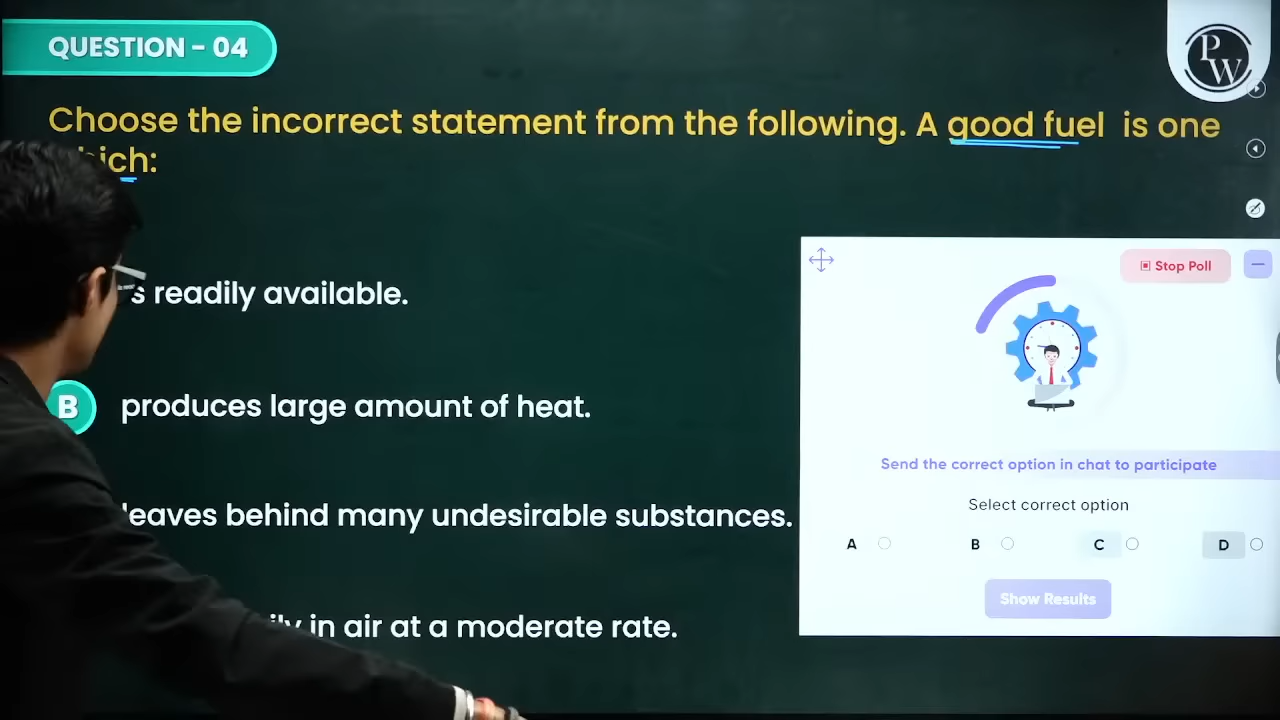 QUESTION - 04
PW
Choose the incorrect statement from the following. A good fuel is one
which:
readily available.
B produces large amount of heat.
leaves behind many undesirable substances.
in air at a moderate rate.
Stop Poll
Send the correct option in chat to participate
Select correct option
A B C D
Show Results